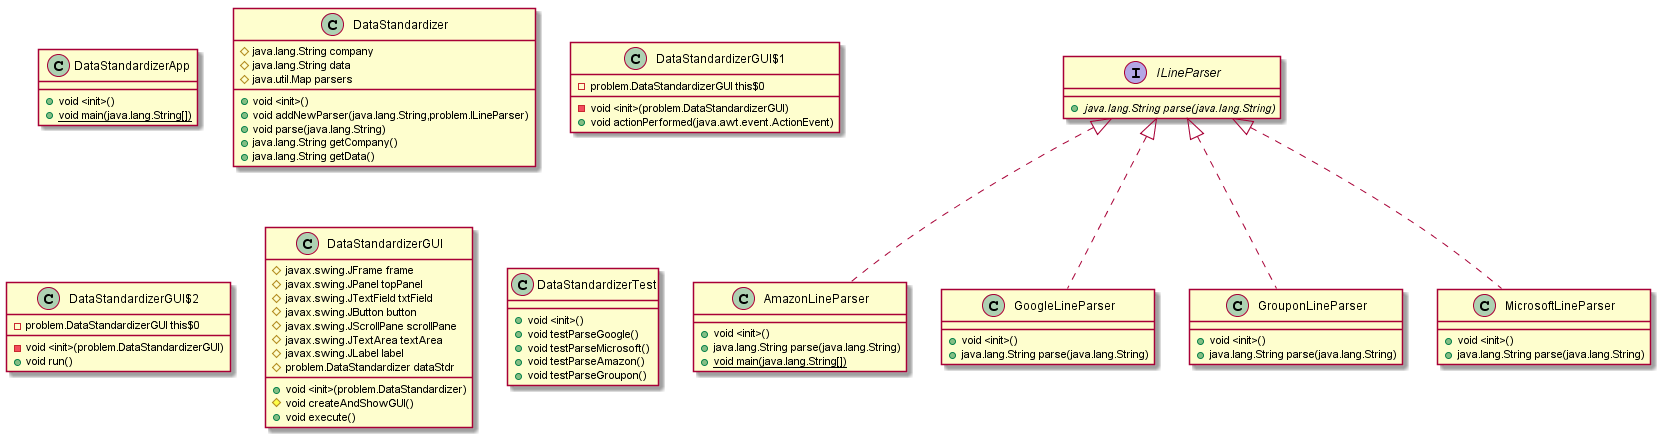 C DataStandardizerApp
void <init>()
void main(java.lang.String[])
C DataStandardizer
java.lang.String company
java.lang.String data
java.util.Map parsers
void <init>()
void addNewParser(java.lang.String,problem.ILineParser)
void parse(java.lang.String)
java.lang.String getCompany()
java.lang.String getData()
C DataStandardizerGUI$1
problem.DataStandardizerGUI this$0
void <init>(problem.DataStandardizerGUI)
void actionPerformed(java.awt.event.ActionEvent)
I ILineParser
java.lang.String parse(java.lang.String)
C DataStandardizerGUI$2
problem.DataStandardizerGUI this$0
void <init>(problem.DataStandardizerGUI)
void run()
C DataStandardizerGUI
javax.swing.JFrame frame
javax.swing.JPanel topPanel
javax.swing.JTextField txtField
javax.swing.JButton button
javax.swing.JScrollPane scrollPane
javax.swing.JTextArea textArea
javax.swing.JLabel label
problem.DataStandardizer dataStdr
void <init>(problem.DataStandardizer)
void createAndShowGUI()
void execute()
C DataStandardizerTest
void <init>()
void testParseGoogle()
void testParseMicrosoft()
void testParseAmazon()
void testParseGroupon()
C AmazonLineParser
void <init>()
java.lang.String parse(java.lang.String)
void main(java.lang.String[])
C GoogleLineParser
void <init>()
java.lang.String parse(java.lang.String)
C GrouponLineParser
void <init>()
java.lang.String parse(java.lang.String)
C MicrosoftLineParser
void <init>()
java.lang.String parse(java.lang.String)